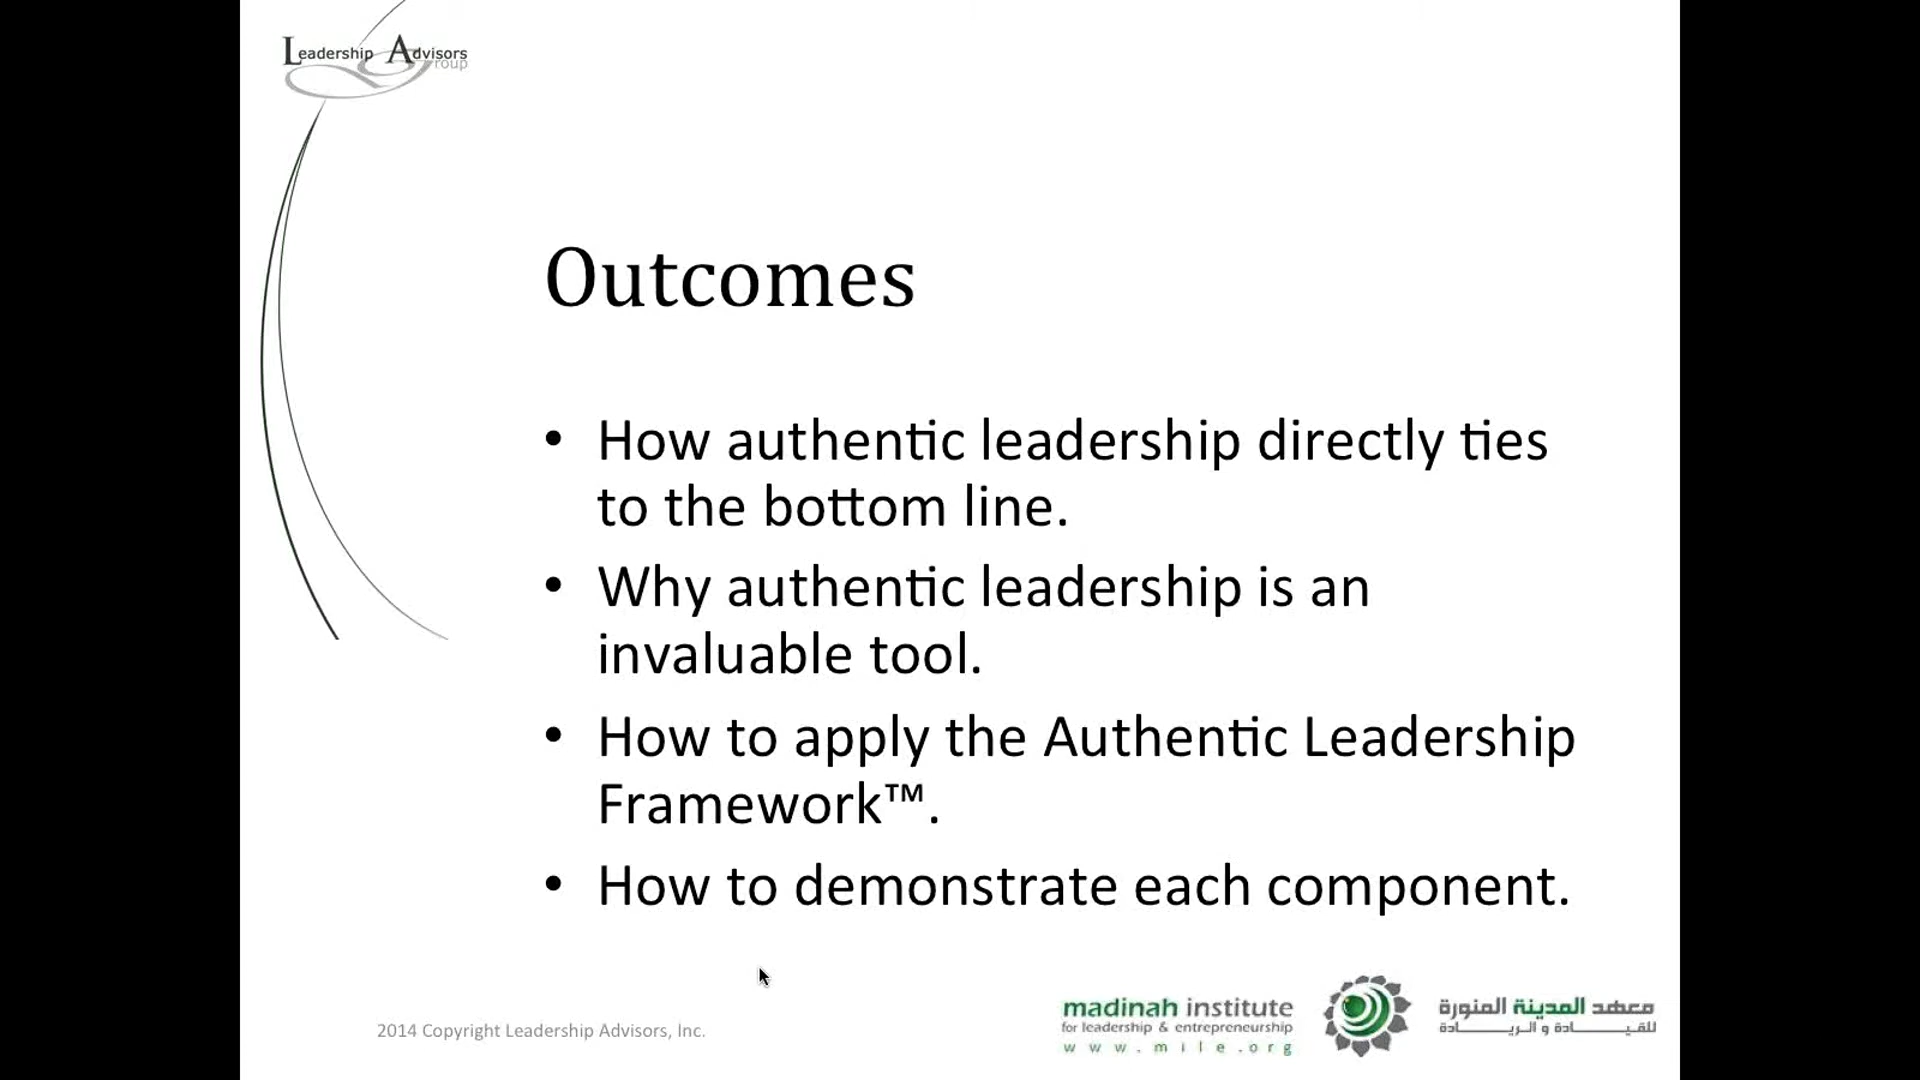 Leadership Advisors
Group
Outcomes
• How authentic leadership directly ties
to the bottom line.
• Why authentic leadership is an
invaluable tool.
• How to apply the Authentic Leadership
Framework™.
• How to demonstrate each component.
2014 Copyright Leadership Advisors, Inc.
madinah institute
for leadership & entrepreneurship
www.mile.org
معهد المدينة المنورة
للقيـــادة و الريـــادة